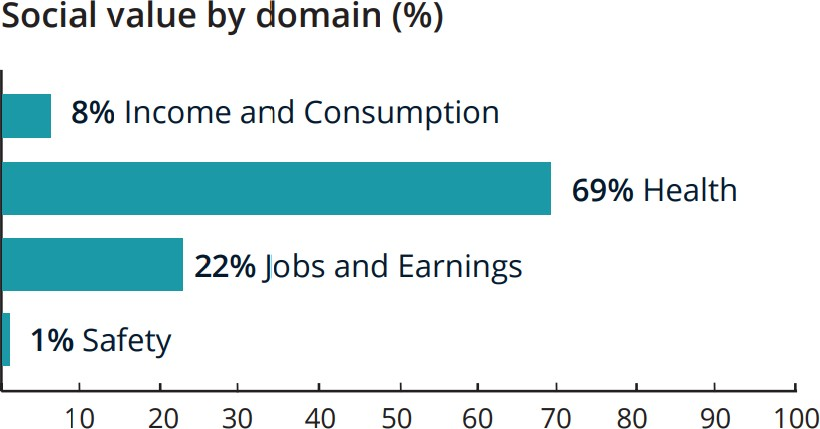 Social value by domain (%)
8% Income and Consumption
69% Health
22% Jobs and Earnings
1% Safety
10 20 30 40 50 60 70 80 90 100